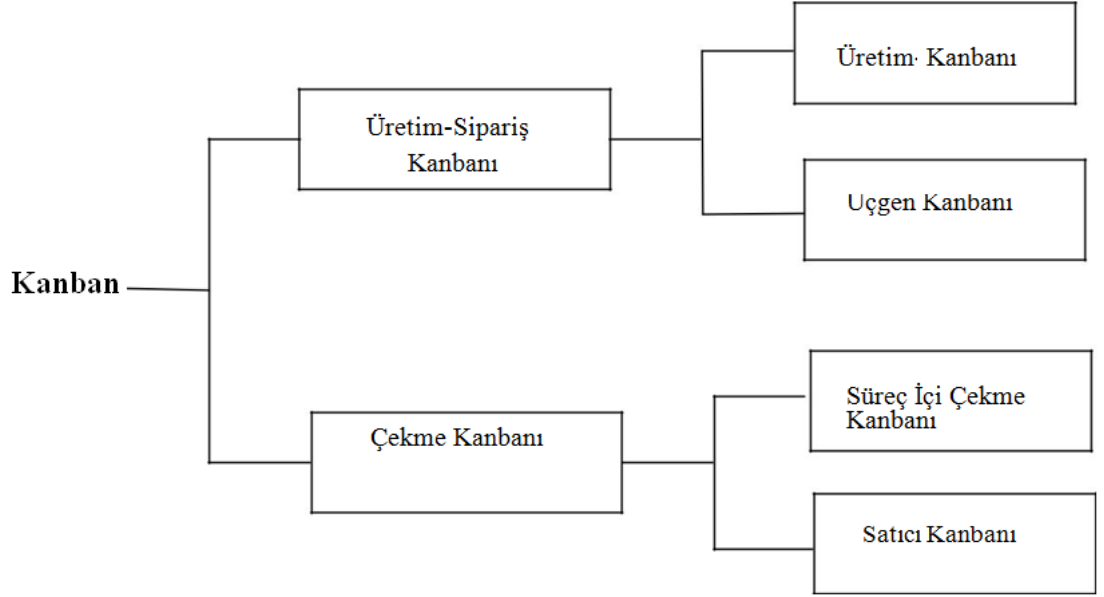 Üretim· Kanbanı
Üretim-Sipariş
Kanbanı
Uçgen Kanbanı
Kanban
Süreç İçi Çekme
Kanbanı
Çekme Kanbanı
Satıcı Kanbanı